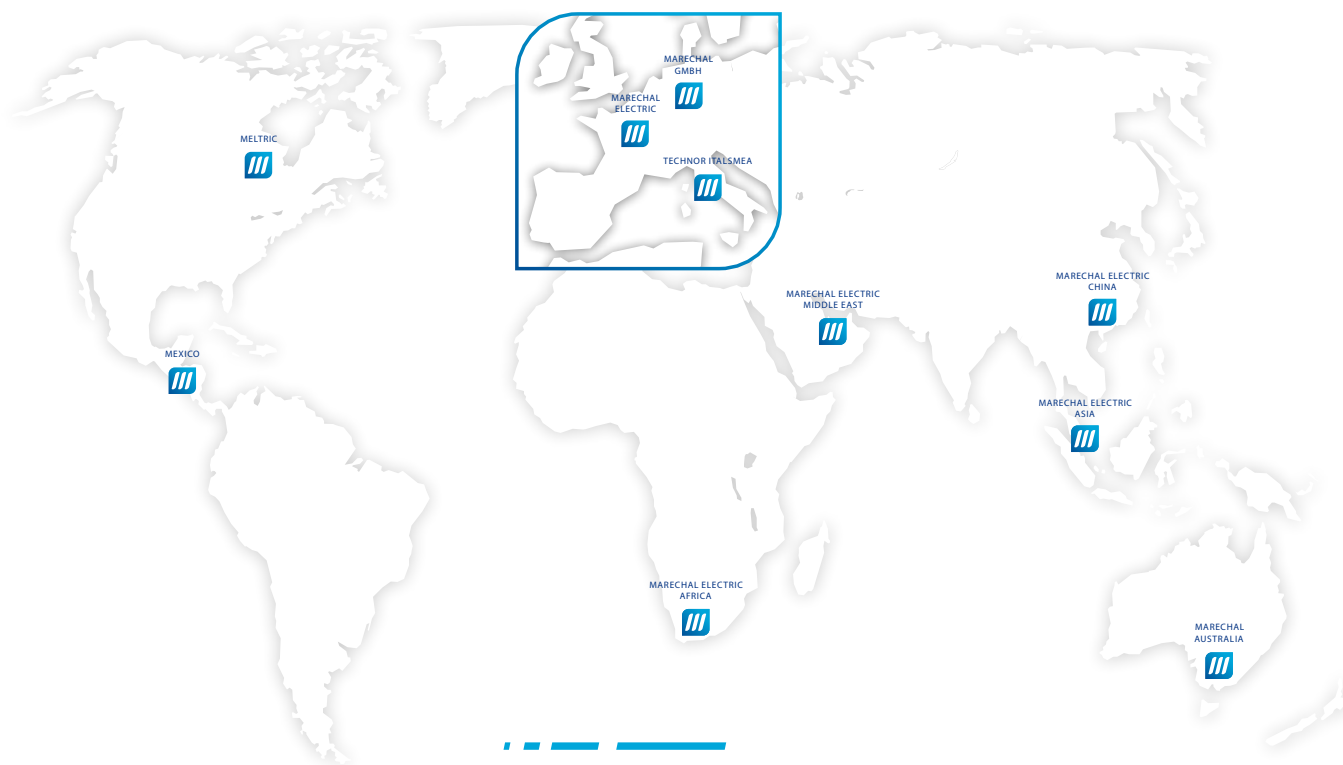 MARECHAL
GMBH
MARECHAL
ELECTRIC
MELTRIC
TECHNOR ITALSMEA
MARECHAL ELECTRIC
CHINA
MARECHAL ELECTRIC
MIDDLE EAST
MEXICO
MARECHAL ELECTRIC
ASIA
MARECHAL ELECTRIC
AFRICA
MARECHAL
AUSTRALIA